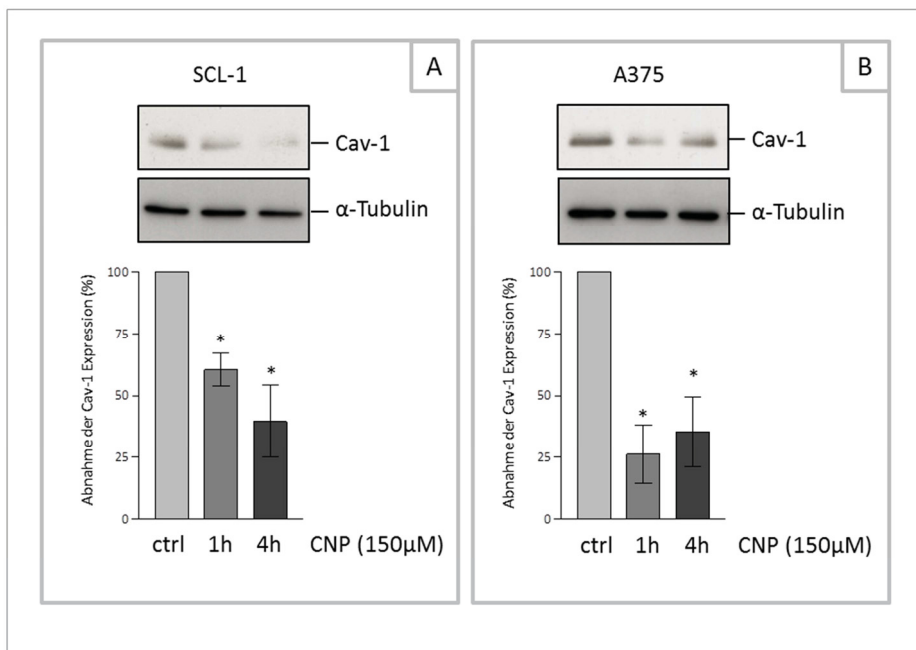 A
SCL-1
Cav-1
α-Tubulin
Abnahme der Cav-1 Expression (%)
100
75
50
25
0
*
*
ctrl 1h 4h CNP (150µM)
B
A375
Cav-1
α-Tubulin
Abnahme der Cav-1 Expression (%)
100
75
50
25
0
*
*
ctrl 1h 4h CNP (150µM)